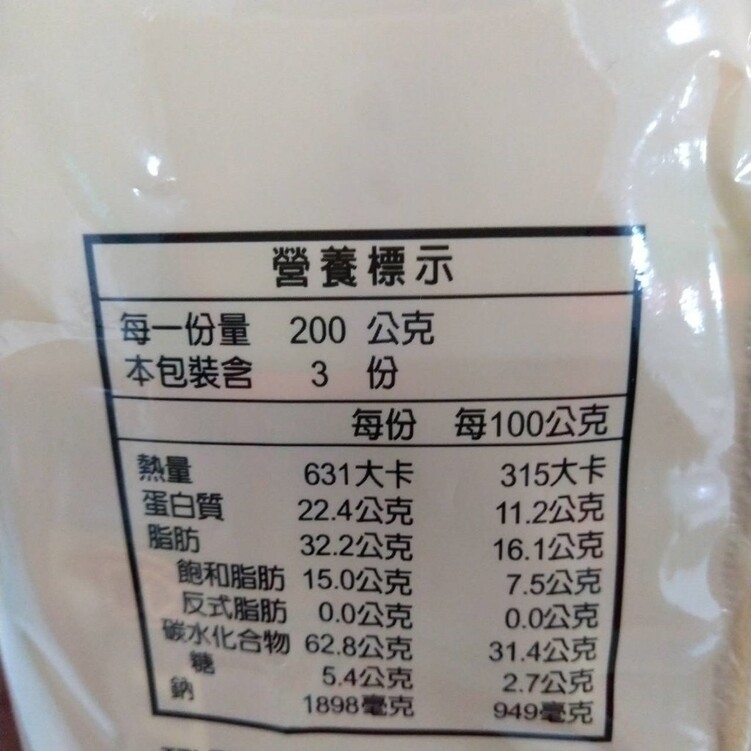 營養標示
每一份量 200 公克
本包裝含 3 份
每份 每100公克
熱量 631大卡 315大卡
蛋白質 22.4公克 11.2公克
脂肪 32.2公克 16.1公克
飽和脂肪 15.0公克 7.5公克
反式脂肪 0.0公克 0.0公克
碳水化合物 62.8公克 31.4公克
糖 5.4公克 2.7公克
鈉 1898毫克 949毫克